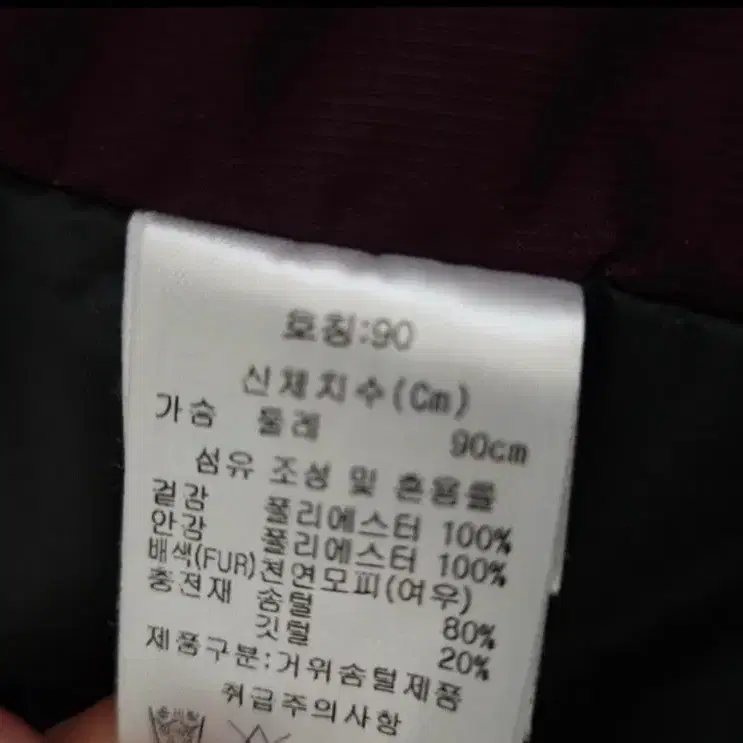 호칭:90
신체치수(Cm)
가슴 둘레 90cm
섬유 조성 및 혼용률
겉감 폴리에스터 100%
안감 폴리에스터 100%
배색(FUR)천연모피(여우)
충전재 솜털 80%
깃털 20%
제품구분:거위솜털제품
취급주의사항